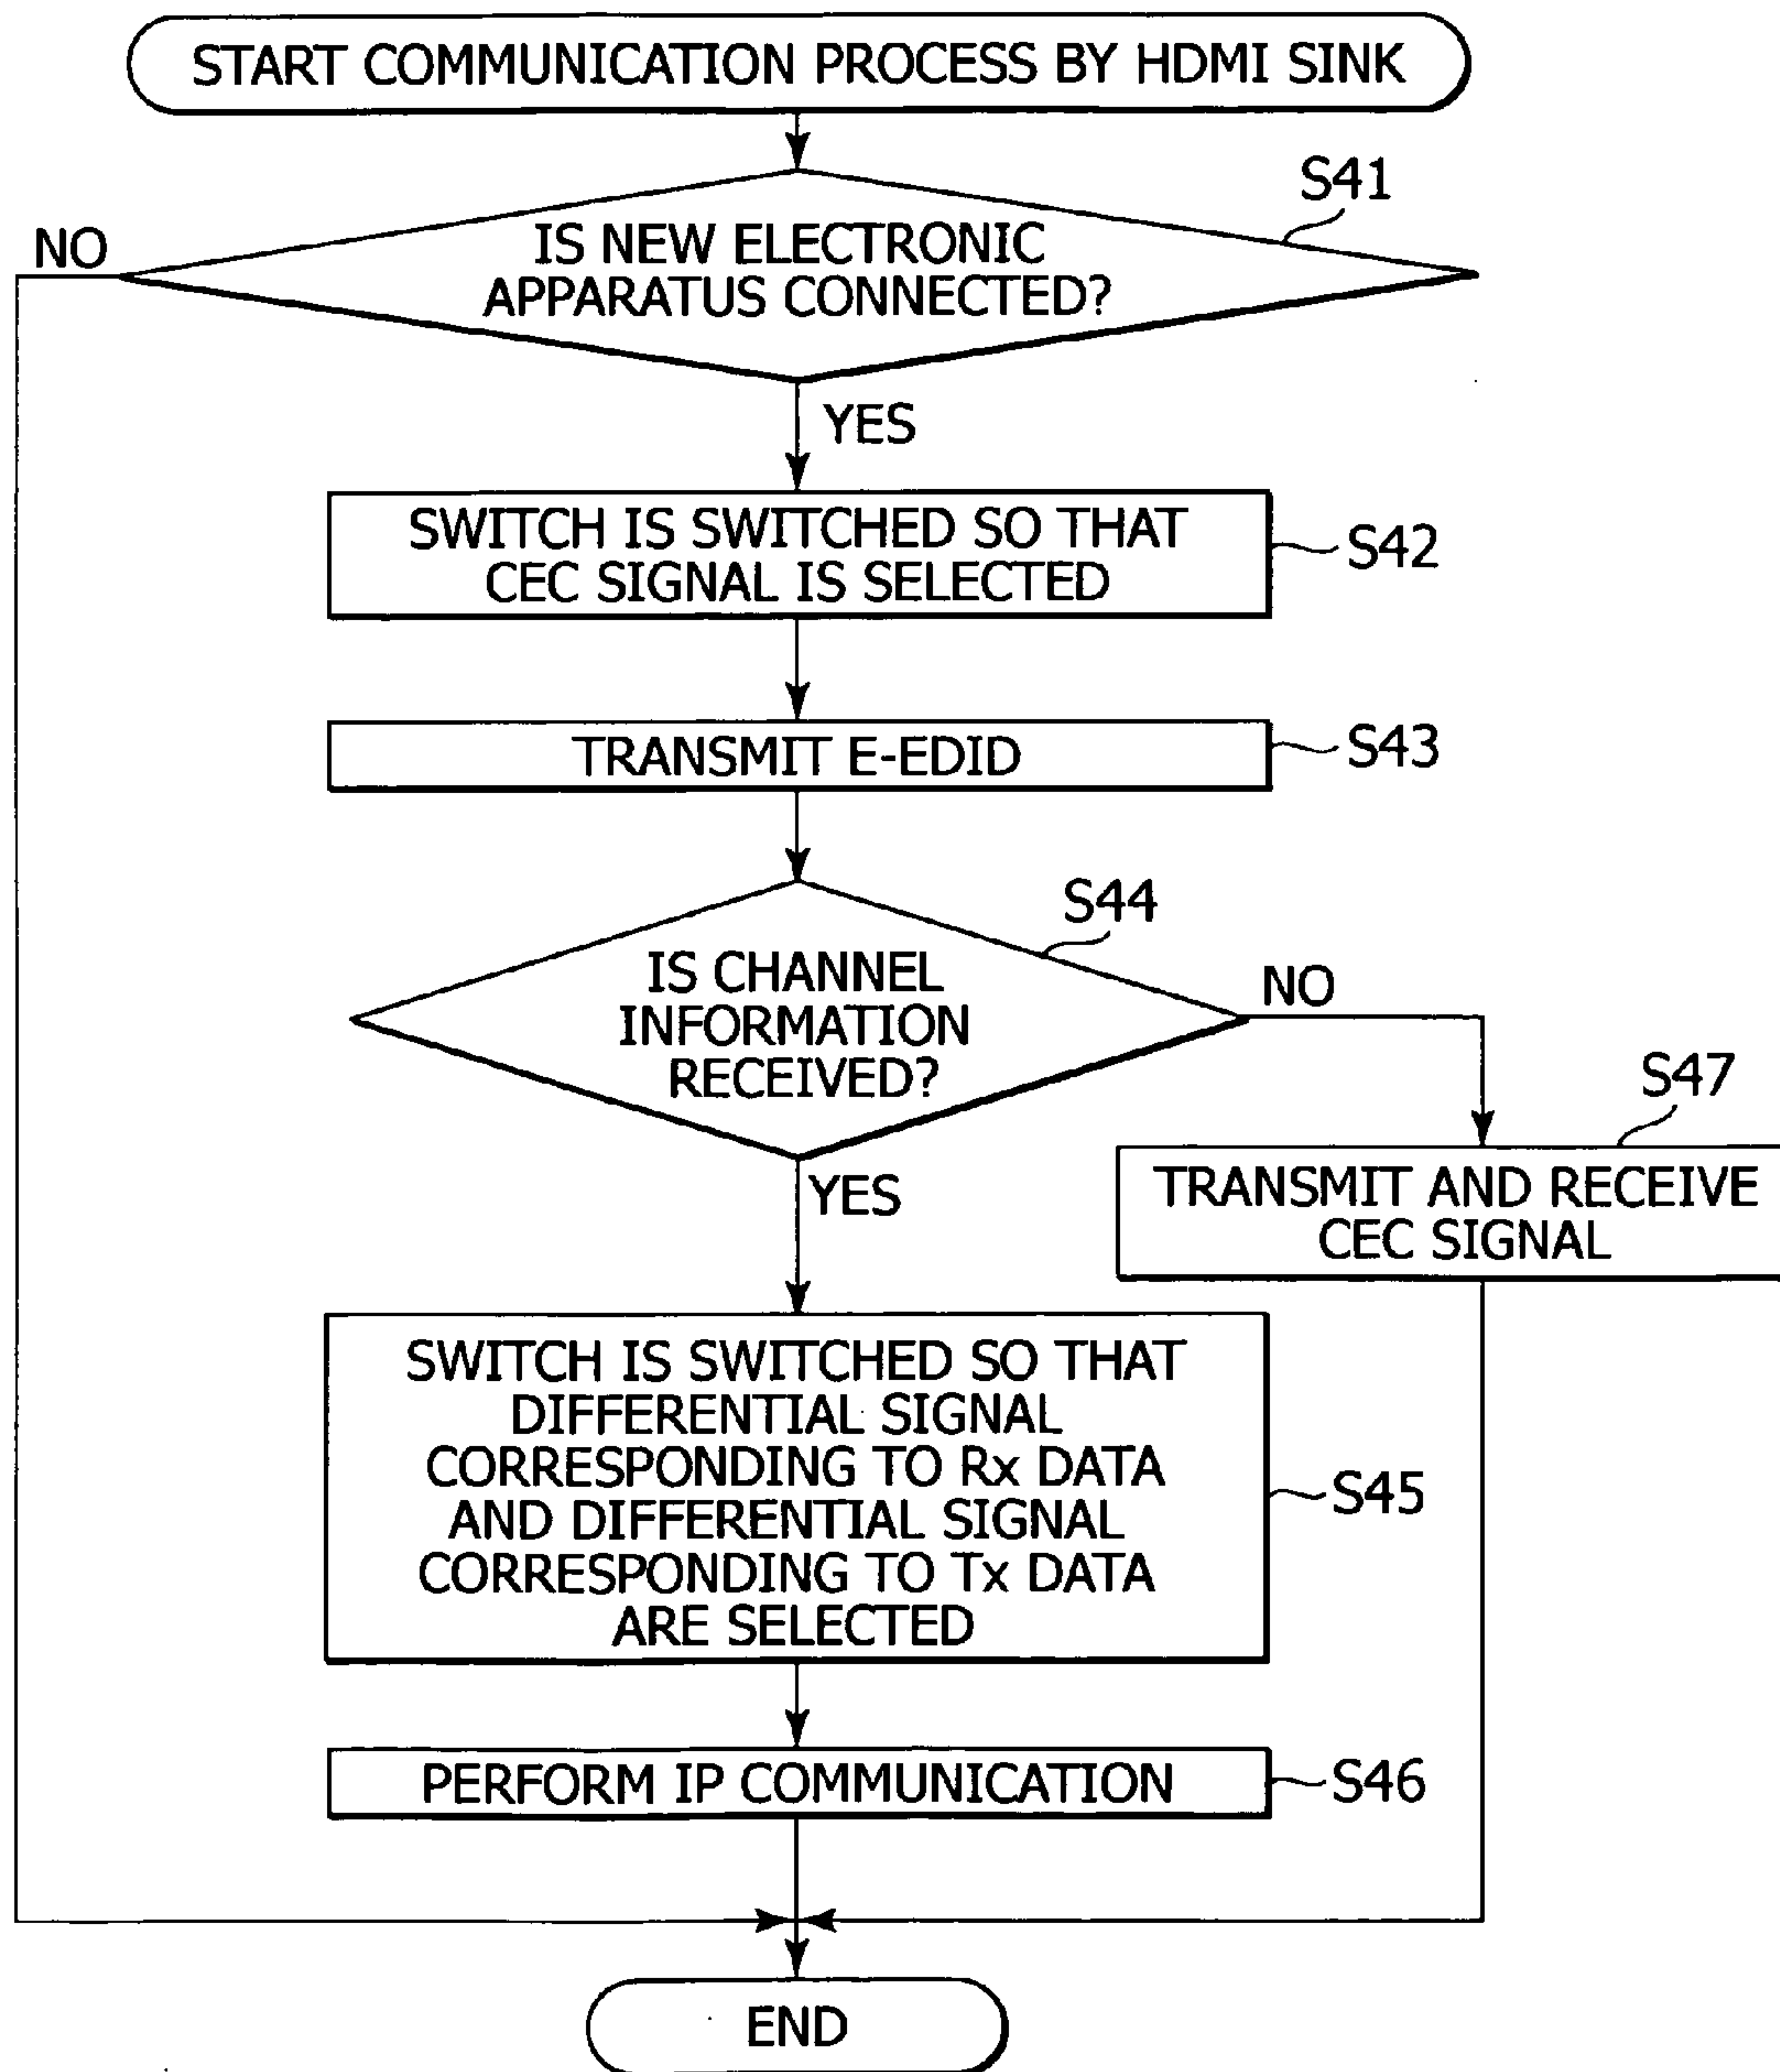 START COMMUNICATION PROCESS BY HDMI SINK
S41
NO
IS NEW ELECTRONIC
APPARATUS CONNECTED?
YES
SWITCH IS SWITCHED SO THAT
CEC SIGNAL IS SELECTED
S42
TRANSMIT E-EDID
S43
S44
IS CHANNEL
INFORMATION
RECEIVED?
NO
YES
S47
TRANSMIT AND RECEIVE
CEC SIGNAL
SWITCH IS SWITCHED SO THAT
DIFFERENTIAL SIGNAL
CORRESPONDING TO Rx DATA
AND DIFFERENTIAL SIGNAL
CORRESPONDING TO Tx DATA
ARE SELECTED
S45
PERFORM IP COMMUNICATION
S46
END